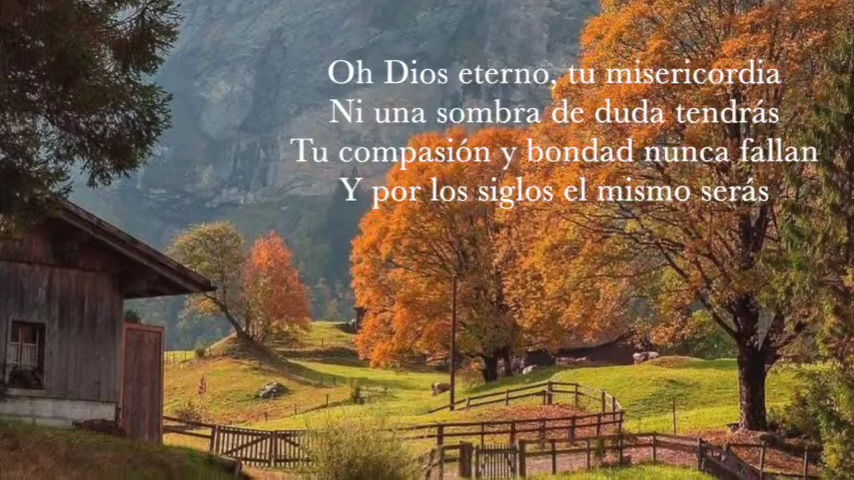 Oh Dios eterno, tu misericordia
Ni una sombra de duda tendrás
Tu compasión y bondad nunca fallan
Y por los siglos el mismo serás